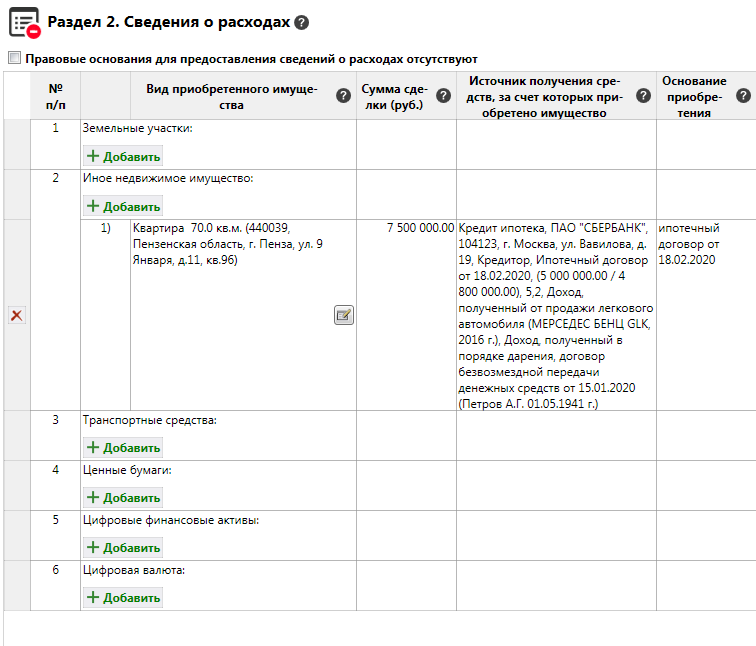 Раздел 2. Сведения о расходах ?
Правовые основания для предоставления сведений о расходах отсутствуют
№
п/п
Вид приобретенного имуще-
ства
?
Сумма сде-
лки (руб.)
?
Источник получения сре-
дств, за счет которых при-
обретено имущество
?
Основание
приобре-
тения
?
1
Земельные участки:
+ Добавить
2
Иное недвижимое имущество:
+ Добавить
1)
Квартира  70.0 кв.м. (440039,
Пензенская область, г. Пенза, ул. 9
Января, д.11, кв.96)
7 500 000.00
Кредит ипотека, ПАО "СБЕРБАНК",
104123, г. Москва, ул. Вавилова, д.
19, Кредитор, Ипотечный договор
от 18.02.2020, (5 000 000.00 / 4
800 000.00), 5,2, Доход,
полученный от продажи легкового
автомобиля (МЕРСЕДЕС БЕНЦ GLK,
2016 г.), Доход, полученный в
порядке дарения, договор
безвозмездной передачи
денежных средств от 15.01.2020
(Петров А.Г. 01.05.1941 г.)
ипотечный
договор от
18.02.2020
3
Транспортные средства:
+ Добавить
4
Ценные бумаги:
+ Добавить
5
Цифровые финансовые активы:
+ Добавить
6
Цифровая валюта:
+ Добавить